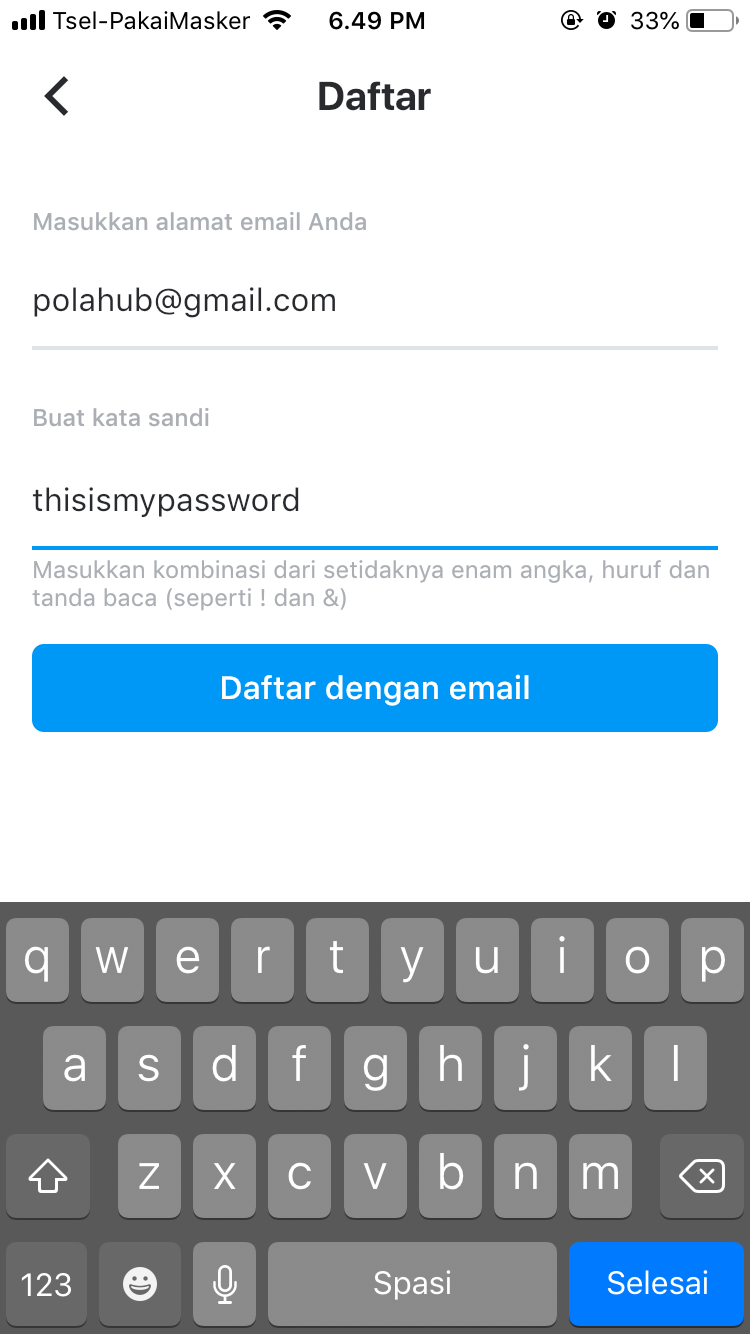 Tsel-PakaiMasker 6.49 PM 33%
Daftar
Masukkan alamat email Anda
polahub@gmail.com
Buat kata sandi
thisismypassword
Masukkan kombinasi dari setidaknya enam angka, huruf dan
tanda baca (seperti ! dan &)
Daftar dengan email
q w e r t y u i o p
a s d f g h j k l
z x c v b n m
123 Spasi Selesai